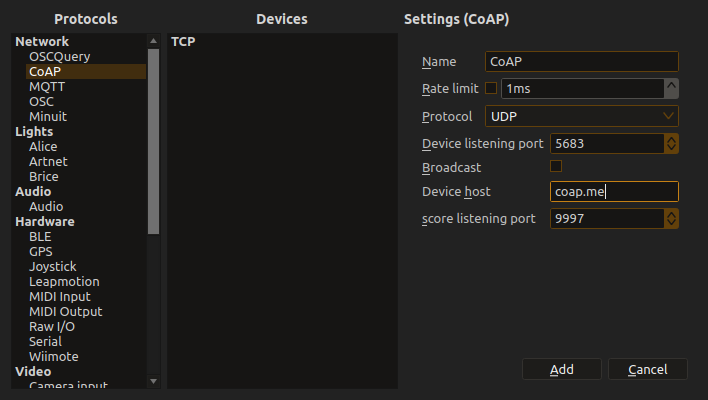 Protocols
Network
OSCQuery
CoAP
MQTT
OSC
Minuit
Lights
Alice
Artnet
Brice
Audio
Audio
Hardware
BLE
GPS
Joystick
Leapmotion
MIDI Input
MIDI Output
Raw I/O
Serial
Wiimote
Video
Camera input
Devices
TCP
Settings (CoAP)
Name CoAP
Rate limit 1ms
Protocol UDP
Device listening port 5683
Broadcast
Device host coap.me
score listening port 9997
Add Cancel